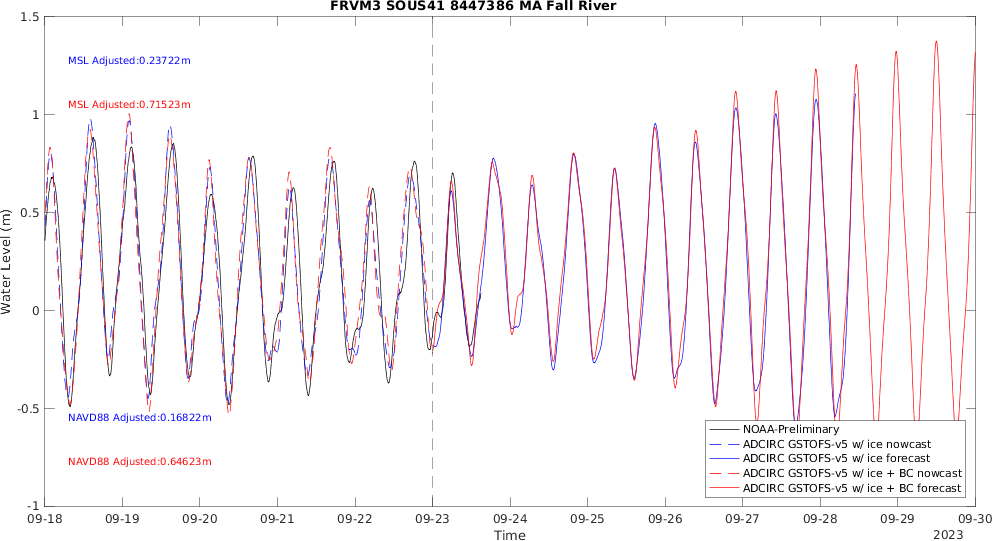 FRVM3 SOUS41 8447386 MA Fall River
1.5
1
0.5
0
-0.5
-1
Water Level (m)
MSL Adjusted:0.23722m
MSL Adjusted:0.71523m
NAVD88 Adjusted:0.16822m
NAVD88 Adjusted:0.64623m
NOAA-Preliminary
ADCIRC GSTOFS-v5 w/ ice nowcast
ADCIRC GSTOFS-v5 w/ ice forecast
ADCIRC GSTOFS-v5 w/ ice + BC nowcast
ADCIRC GSTOFS-v5 w/ ice + BC forecast
09-18 09-19 09-20 09-21 09-22 09-23 09-24 09-25 09-26 09-27 09-28 09-29 09-30
Time
2023